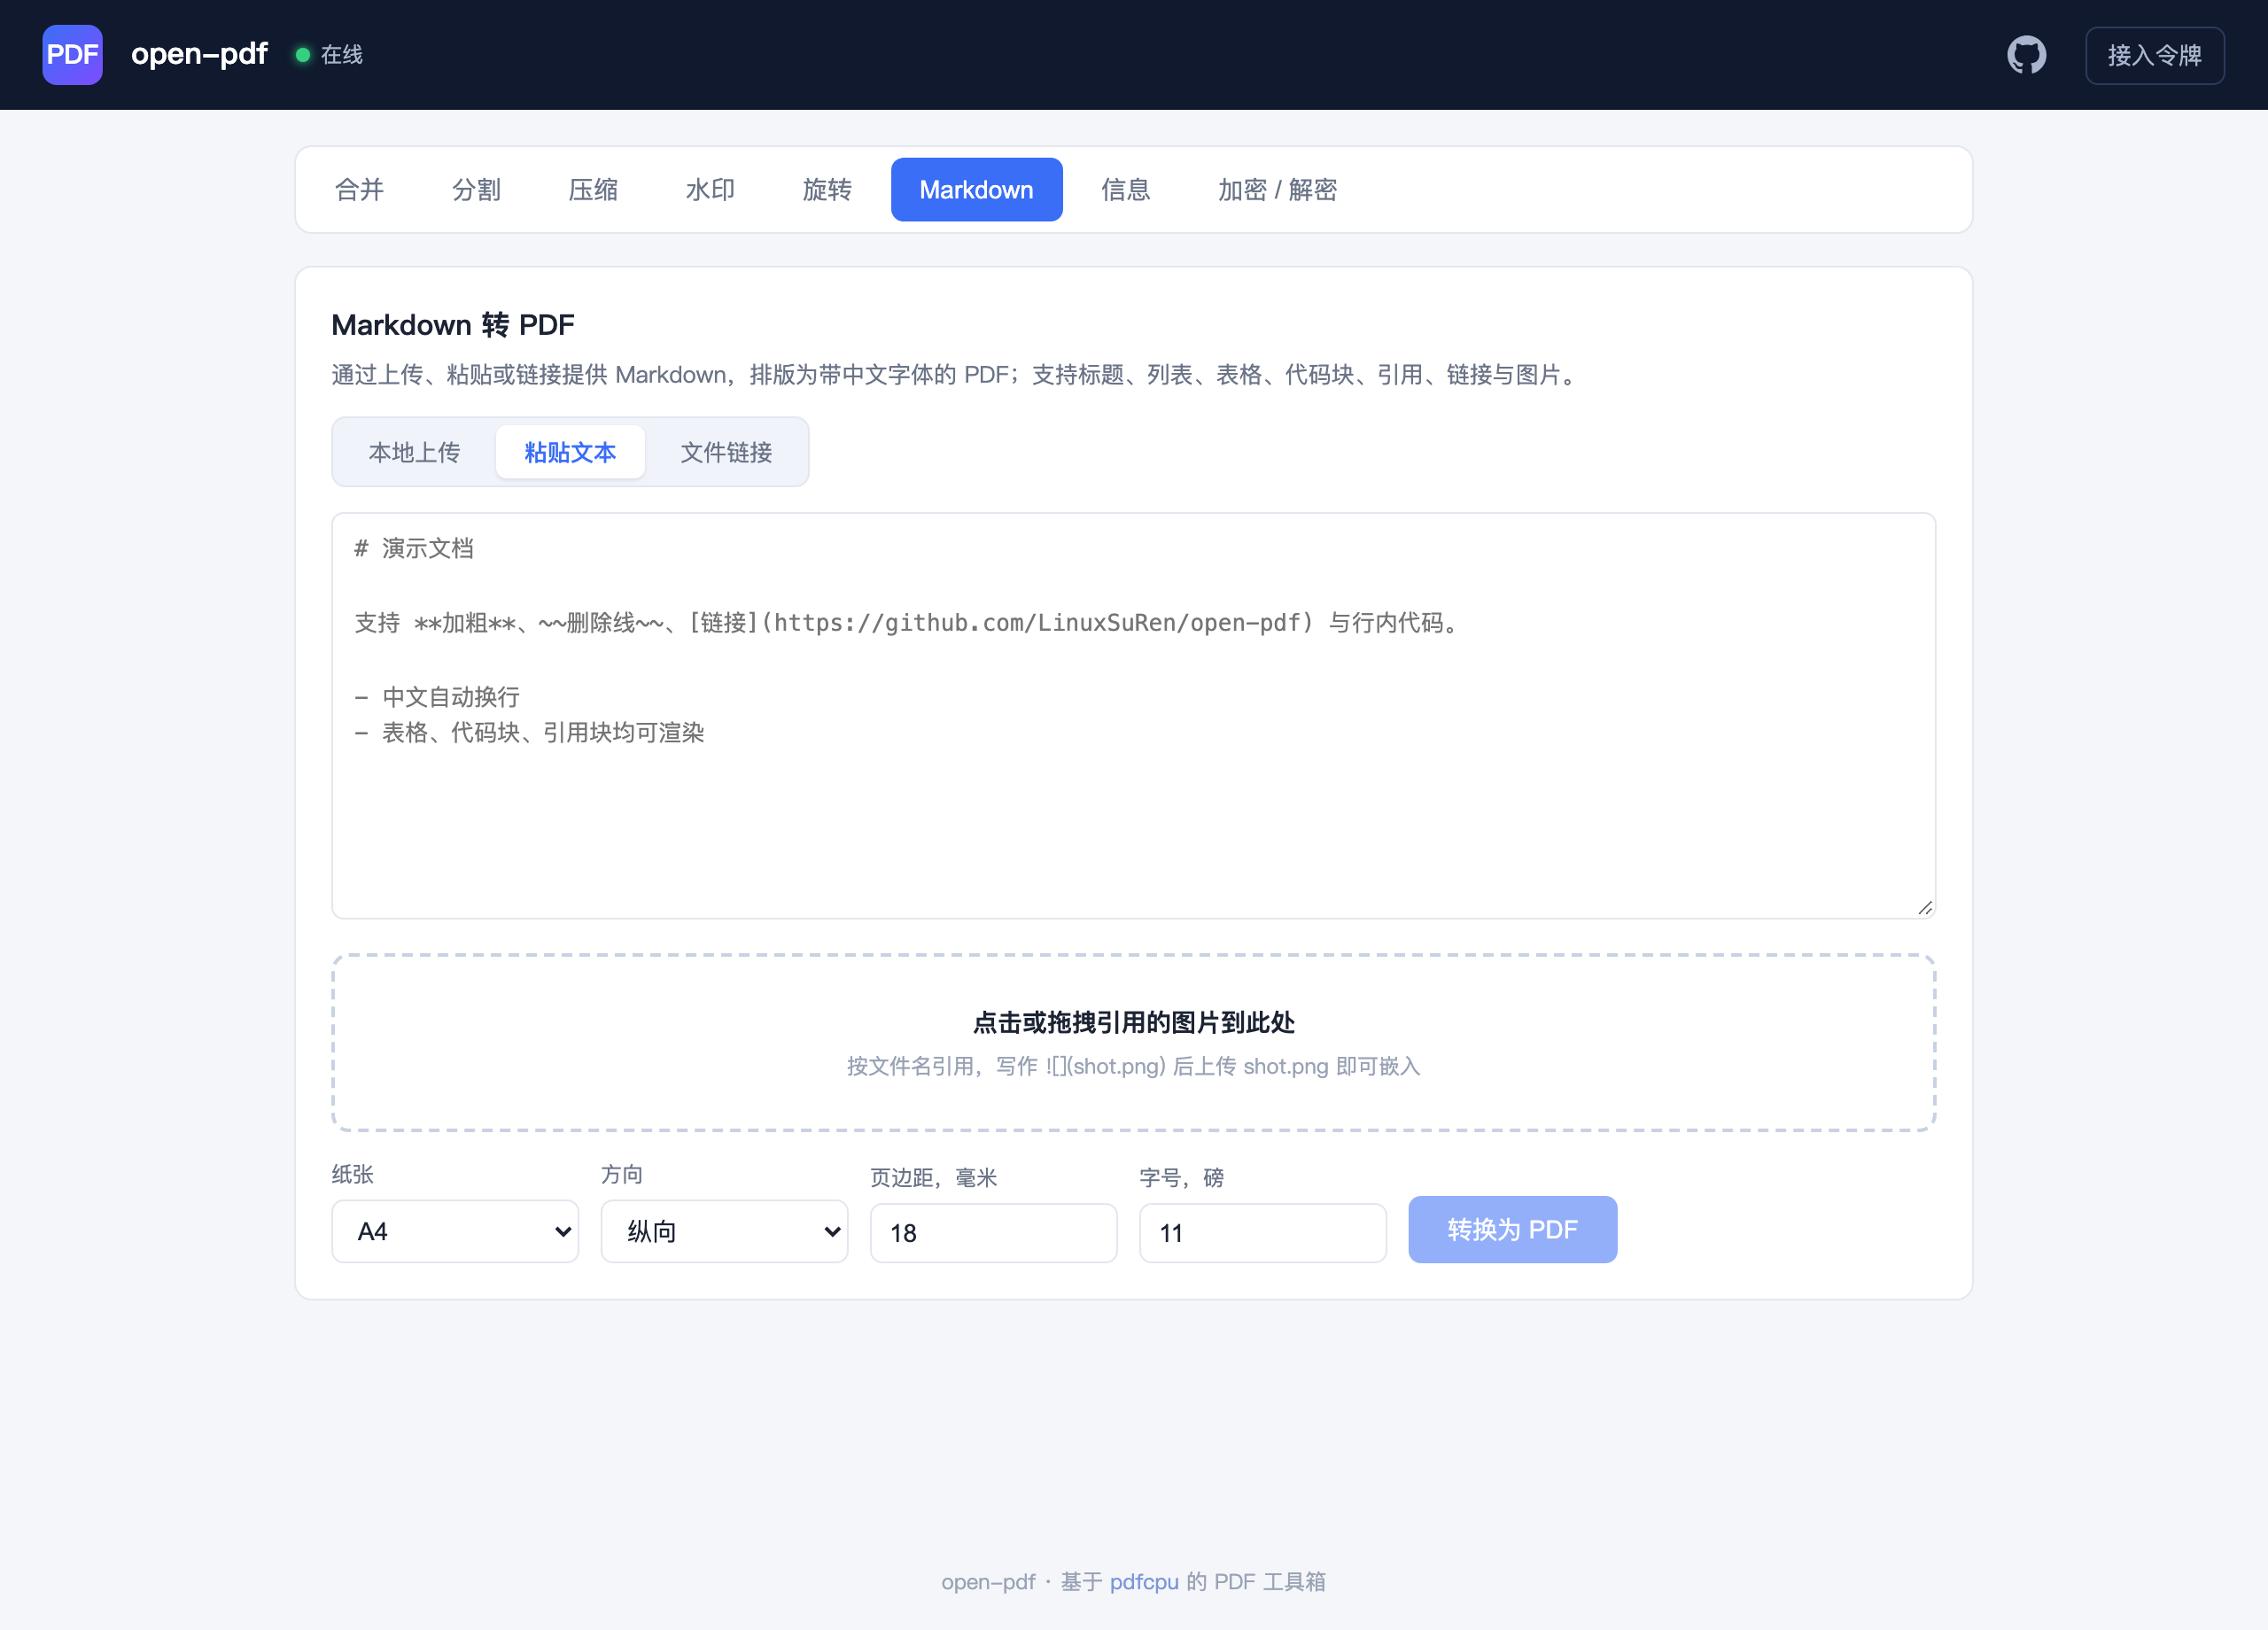 PDF open-pdf 在线 接入令牌
合并 分割 压缩 水印 旋转 Markdown 信息 加密 / 解密
Markdown 转 PDF
通过上传、粘贴或链接提供 Markdown，排版为带中文字体的 PDF；支持标题、列表、表格、代码块、引用、链接与图片。
本地上传 粘贴文本 文件链接
# 演示文档
支持 **加粗**、~~删除线~~、[链接](https://github.com/LinuxSuRen/open-pdf) 与行内代码。
- 中文自动换行
- 表格、代码块、引用块均可渲染
点击或拖拽引用的图片到此处
按文件名引用，写作 ![](shot.png) 后上传 shot.png 即可嵌入
纸张 方向 页边距，毫米 字号，磅
A4 纵向 18 11 转换为 PDF
open-pdf · 基于 pdfcpu 的 PDF 工具箱